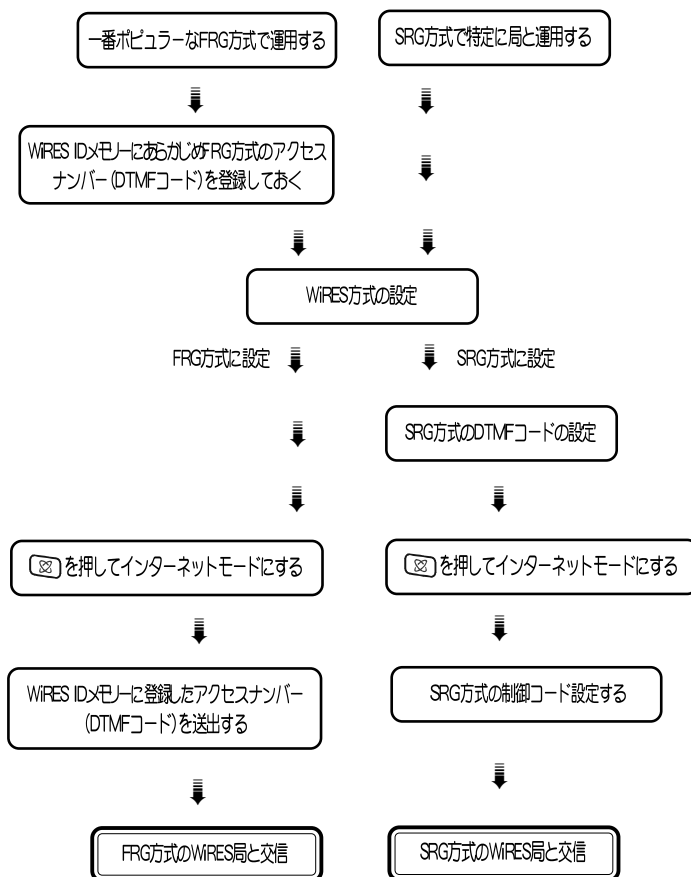 一番ポピュラーなFRG方式で運用する
SRG方式で特定に局と運用する
WiRES IDメモリーにあらかじめFRG方式のアクセス
ナンバー(DTMFコード)を登録しておく
WiRES方式の設定
FRG方式に設定
SRG方式に設定
SRG方式のDTMFコードの設定
を押してインターネットモードにする
を押してインターネットモードにする
WiRES IDメモリーに登録したアクセスナンバー
(DTMFコード)を送出する
SRG方式の制御コード設定する
FRG方式のWiRES局と交信
SRG方式のWiRES局と交信